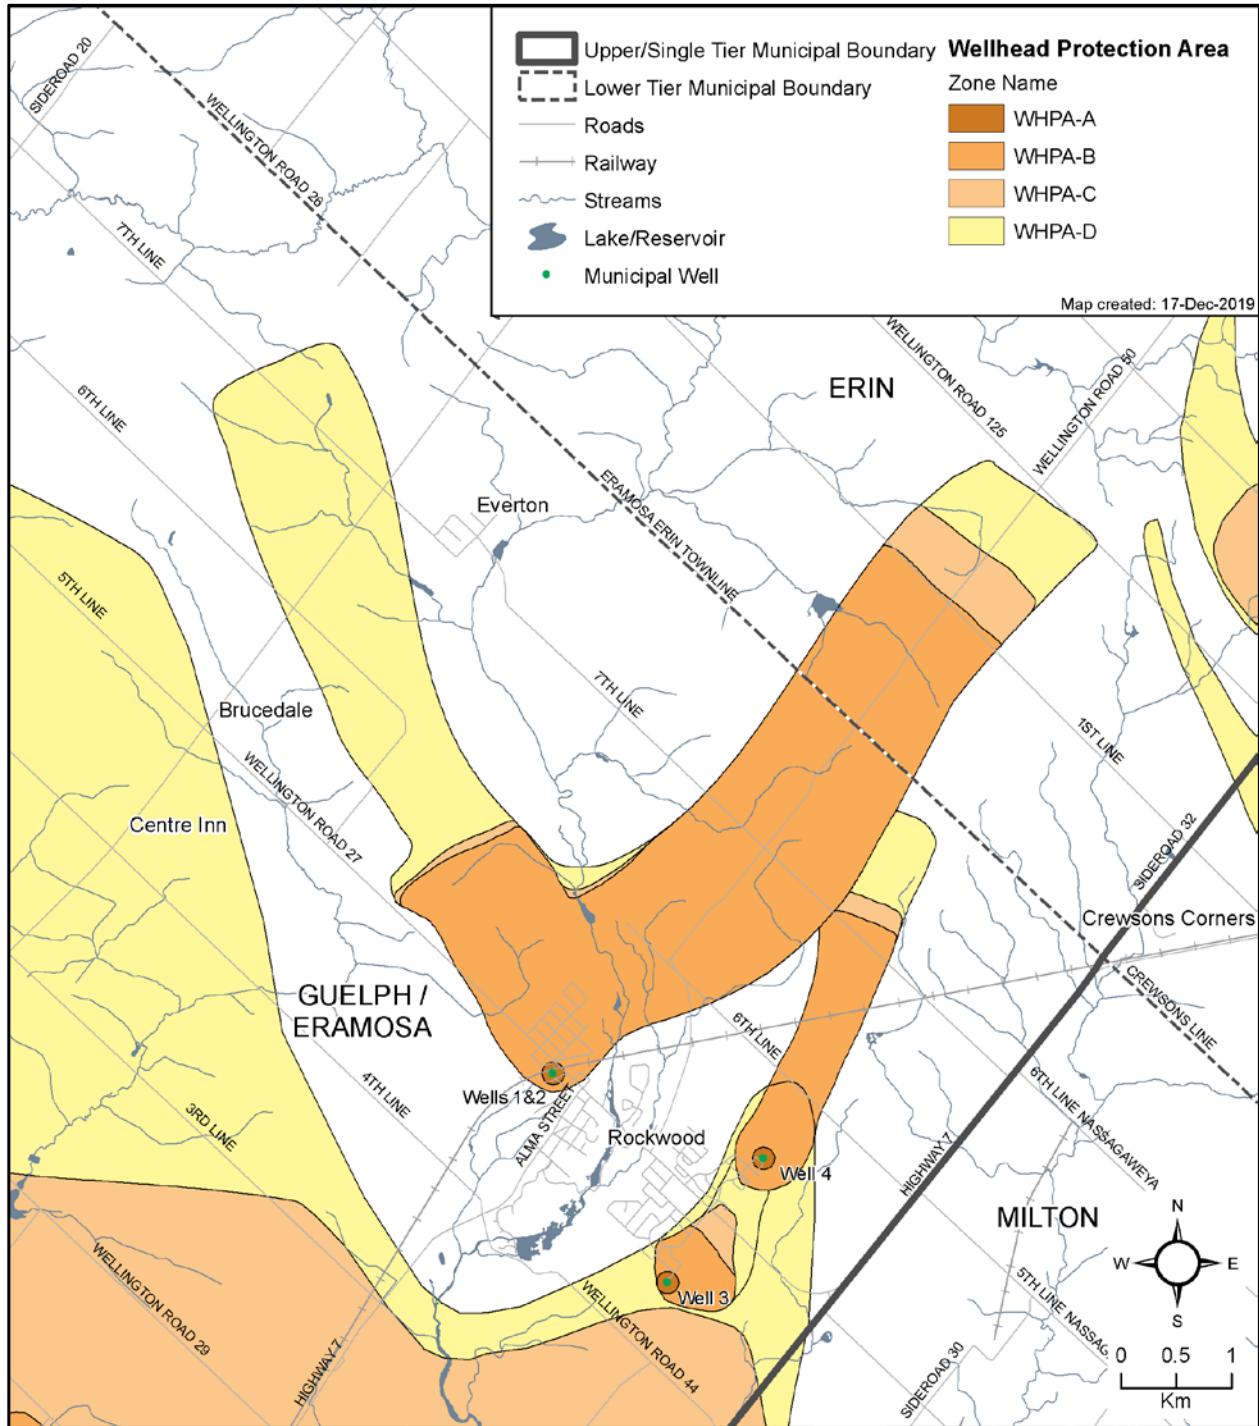 Upper/Single Tier Municipal Boundary
Lower Tier Municipal Boundary
Roads
Railway
Streams
Lake/Reservoir
Municipal Well
Wellhead Protection Area
Zone Name
WHPA-A
WHPA-B
WHPA-C
WHPA-D
Map created: 17-Dec-2019
SIDEROAD 20
WELLINGTON ROAD 26
7TH LINE
6TH LINE
ERIN
WELLINGTON ROAD 125
WELLINGTON ROAD 50
Everton
ERAMOSA ERIN TOWNLINE
5TH LINE
Brucedale
7TH LINE
1ST LINE
WELLINGTON ROAD 27
Centre Inn
SIDEROAD 32
Crewsons Corners
CREWSONS LINE
GUELPH /
ERAMOSA
6TH LINE
4TH LINE
3RD LINE
Wells 1&2
ALMA STREET
Rockwood
Well 4
HIGHWAY 7
6TH LINE NASSAGAWEYA
MILTON
Well 3
WELLINGTON ROAD 29
HIGHWAY 7
WELLINGTON ROAD 44
5TH LINE NASSAG
SIDEROAD 30
N
W
E
S
0 0.5 1
Km